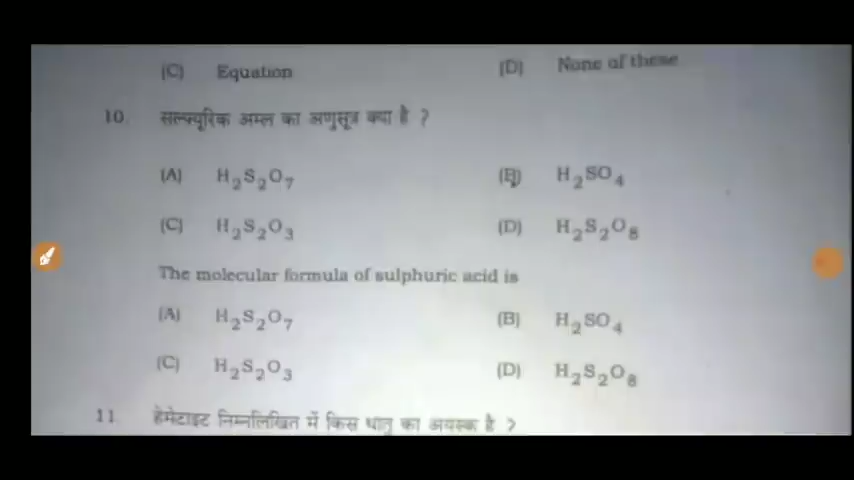 (C) Equation (D) None of these
10. सल्फ्यूरिक अम्ल का अणुसूत्र क्या है ?
(A) H₂S₂O₇ (B) H₂SO₄
(C) H₂S₂O₃ (D) H₂S₂O₈
The molecular formula of sulphuric acid is
(A) H₂S₂O₇ (B) H₂SO₄
(C) H₂S₂O₃ (D) H₂S₂O₈
11. हेमेटाइट निम्नलिखित में किस धातु का अयस्क है ?